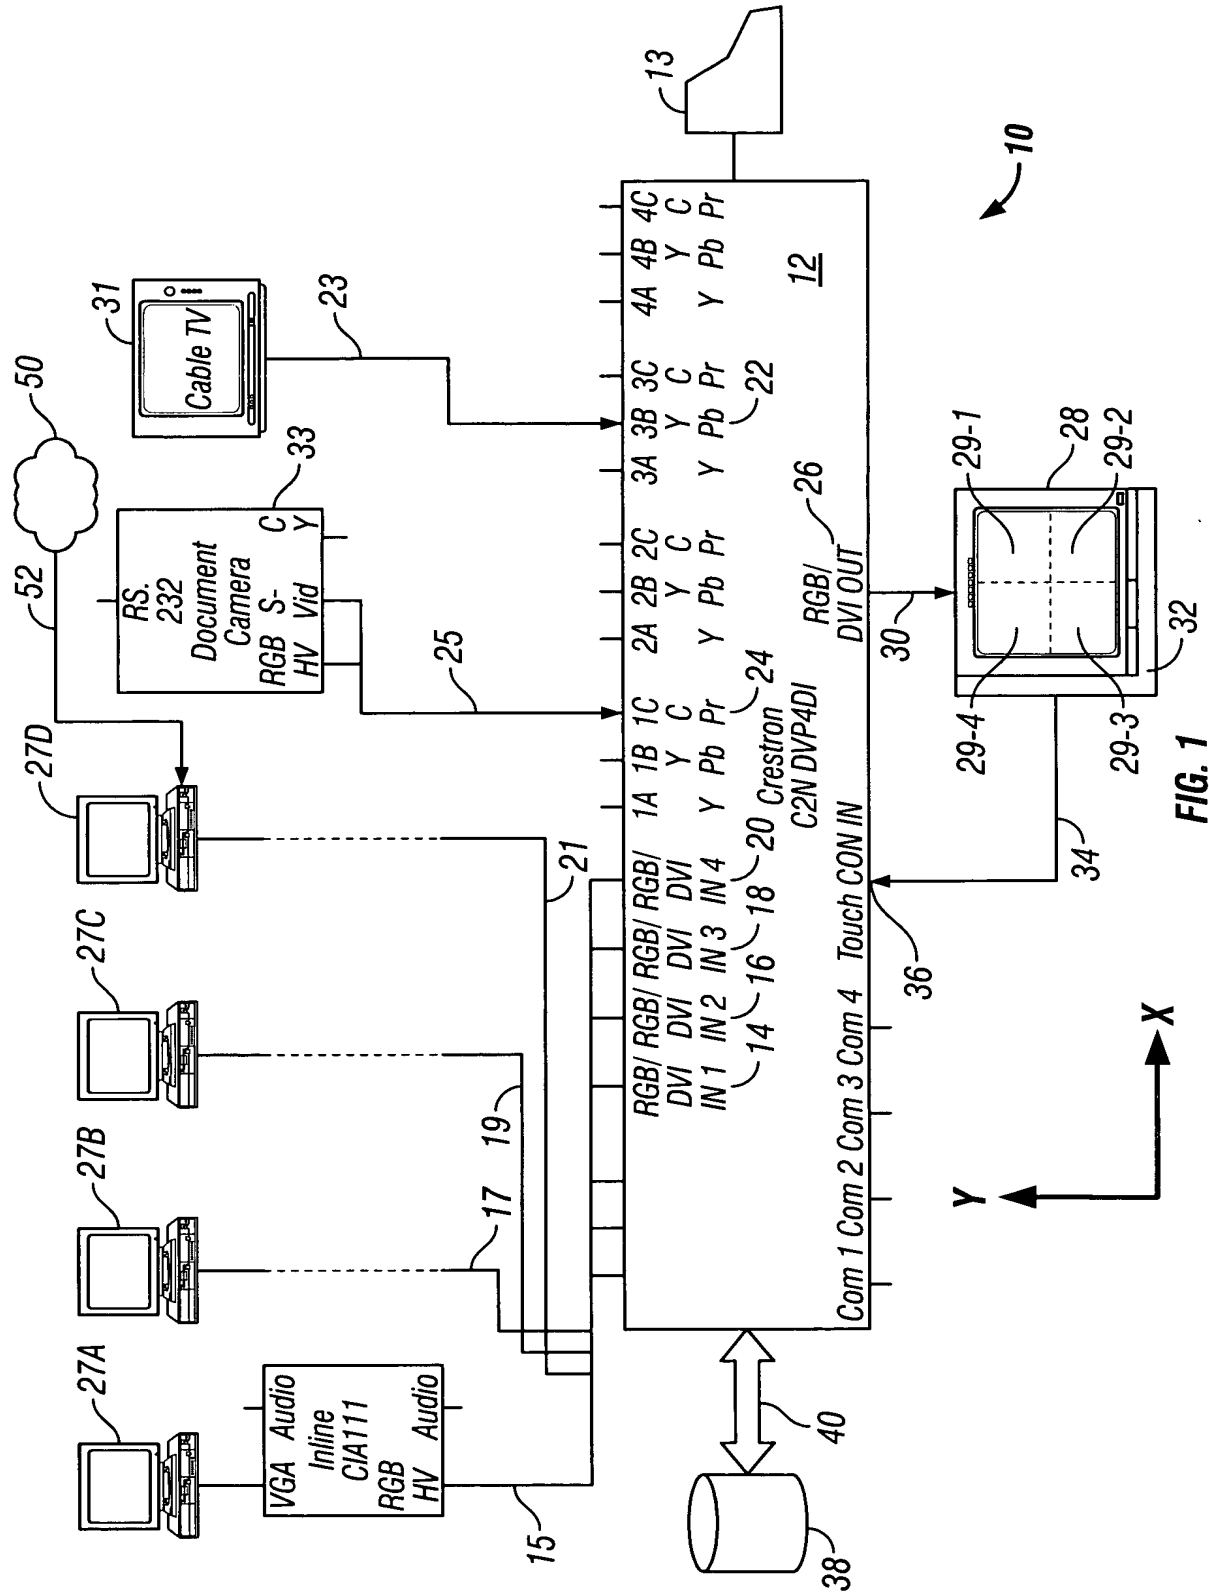 27A
27B
27C
27D
52
50
31
13
VGA Audio
Inline
CIA111
RGB
HV Audio
15
17
19
21
RS.
232
Document
Camera
RGB S- C
HV Vid Y
33
25
Cable TV
23
10
RGB/ RGB/ RGB/ RGB/
DVI DVI DVI DVI
IN 1 IN 2 IN 3 IN 4
14 16 18 20
1A 1B 1C 2A 2B 2C 3A 3B 3C 4A 4B 4C
Y C Y C Y C Y C
Y Pb Pr Y Pb Pr Y Pb Pr Y Pb Pr
24
22
Crestron
C2N DVP4DI
12
26
RGB/
DVI OUT
Com 1 Com 2 Com 3 Com 4 Touch CON IN
38
40
36
34
30
29-4
29-1
29-3
29-2
28
32
Y
X
FIG. 1